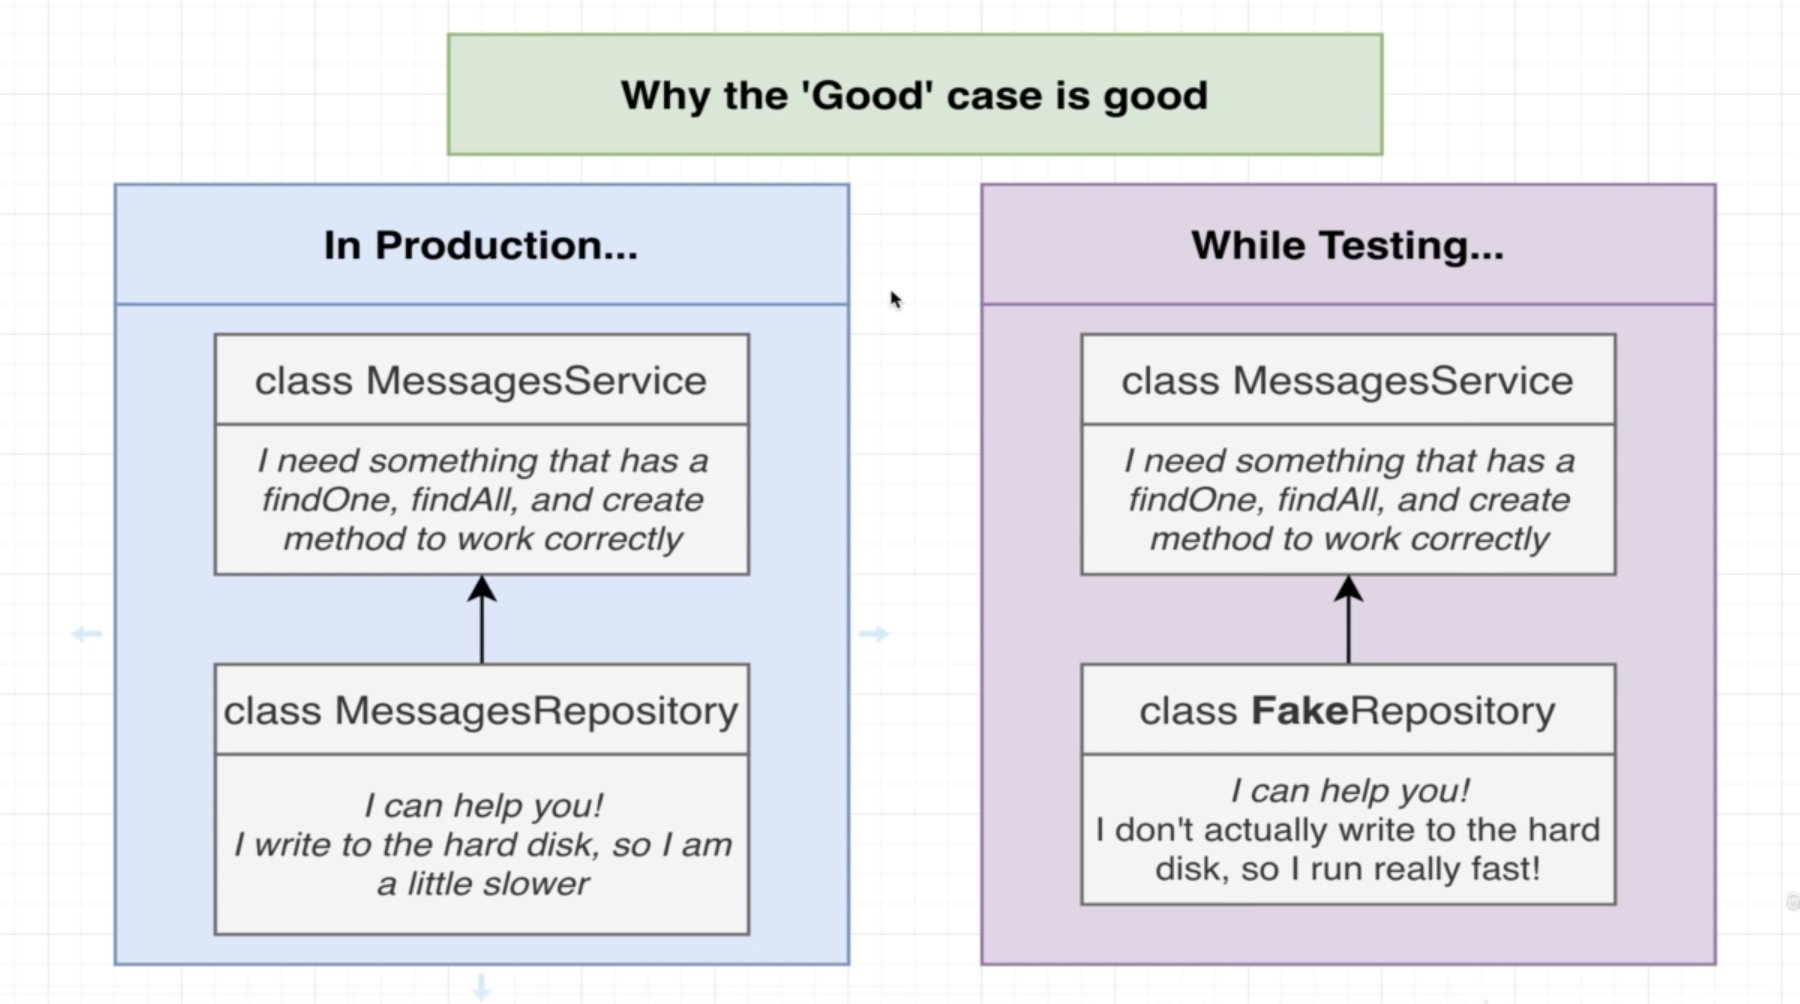 Why the 'Good' case is good
In Production...
class MessagesService
I need something that has a
findOne, findAll, and create
method to work correctly
class MessagesRepository
I can help you!
I write to the hard disk, so I am
a little slower
While Testing...
class MessagesService
I need something that has a
findOne, findAll, and create
method to work correctly
class FakeRepository
I can help you!
I don't actually write to the hard
disk, so I run really fast!